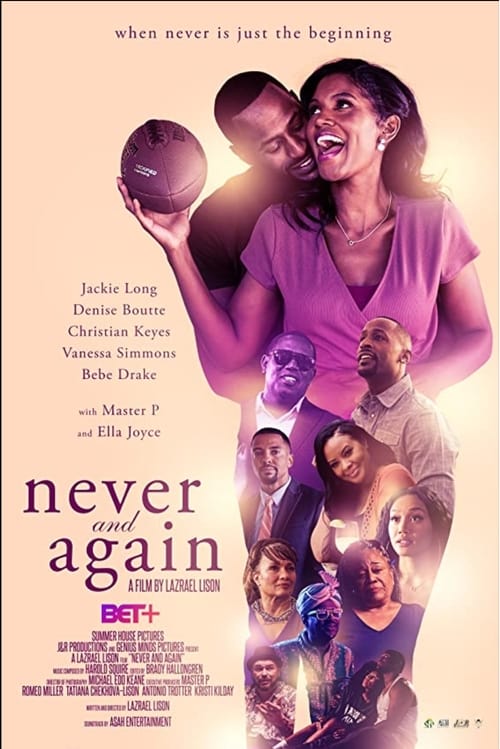 when never is just the beginning
Jackie Long
Denise Boutte
Christian Keyes
Vanessa Simmons
Bebe Drake
with Master P
and Ella Joyce
never
and
again
A FILM BY LAZRAEL LISON
BET+
SUMMER HOUSE PICTURES
J&R PRODUCTIONS AND GENIUS MINDS PICTURES PRESENT
A LAZRAEL LISON FILM "NEVER AND AGAIN"
MUSIC COMPOSED BY HAROLD SQUIRE EDITED BY BRADY HALLONGREN
DIRECTOR OF PHOTOGRAPHY MICHAEL EDO KEANE EXECUTIVE PRODUCERS MASTER P
ROMEO MILLER TATIANA CHEKHOVA-LISON ANTONIO TROTTER KRISTI KILDAY
WRITTEN AND DIRECTED BY LAZRAEL LISON
SOUNDTRACK BY ASAH ENTERTAINMENT